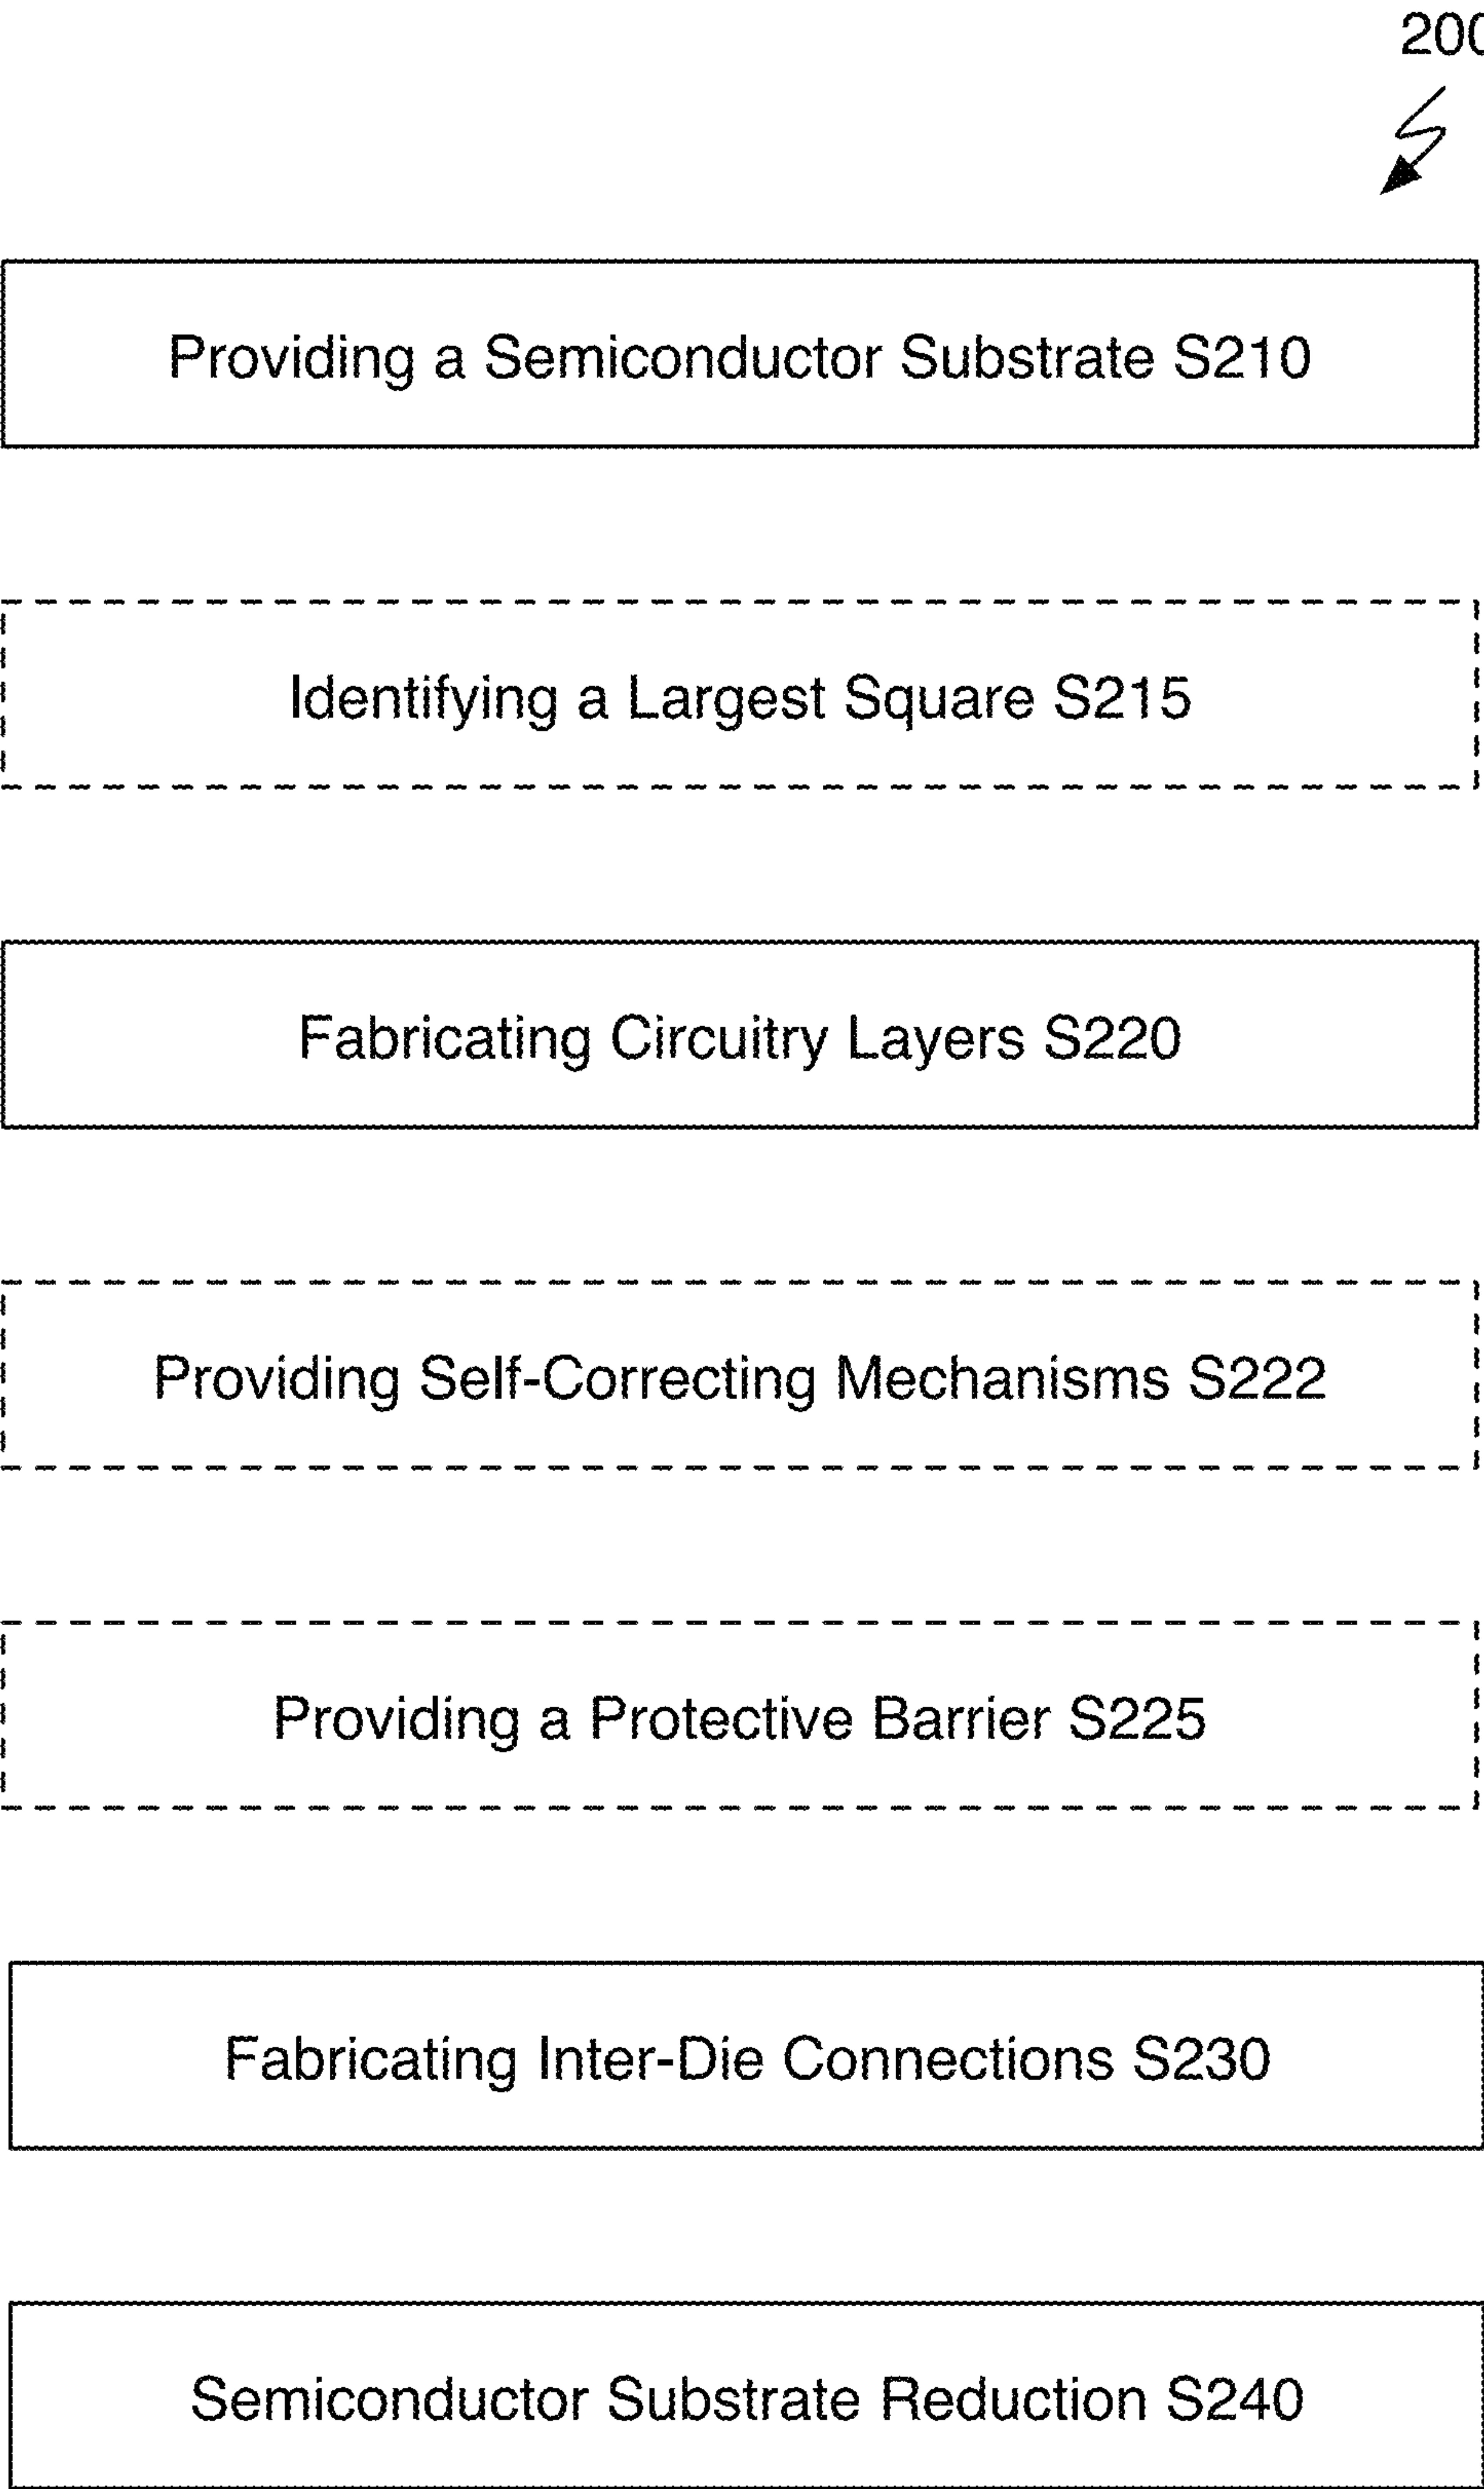 200
Providing a Semiconductor Substrate S210
Identifying a Largest Square S215
Fabricating Circuitry Layers S220
Providing Self-Correcting Mechanisms S222
Providing a Protective Barrier S225
Fabricating Inter-Die Connections S230
Semiconductor Substrate Reduction S240